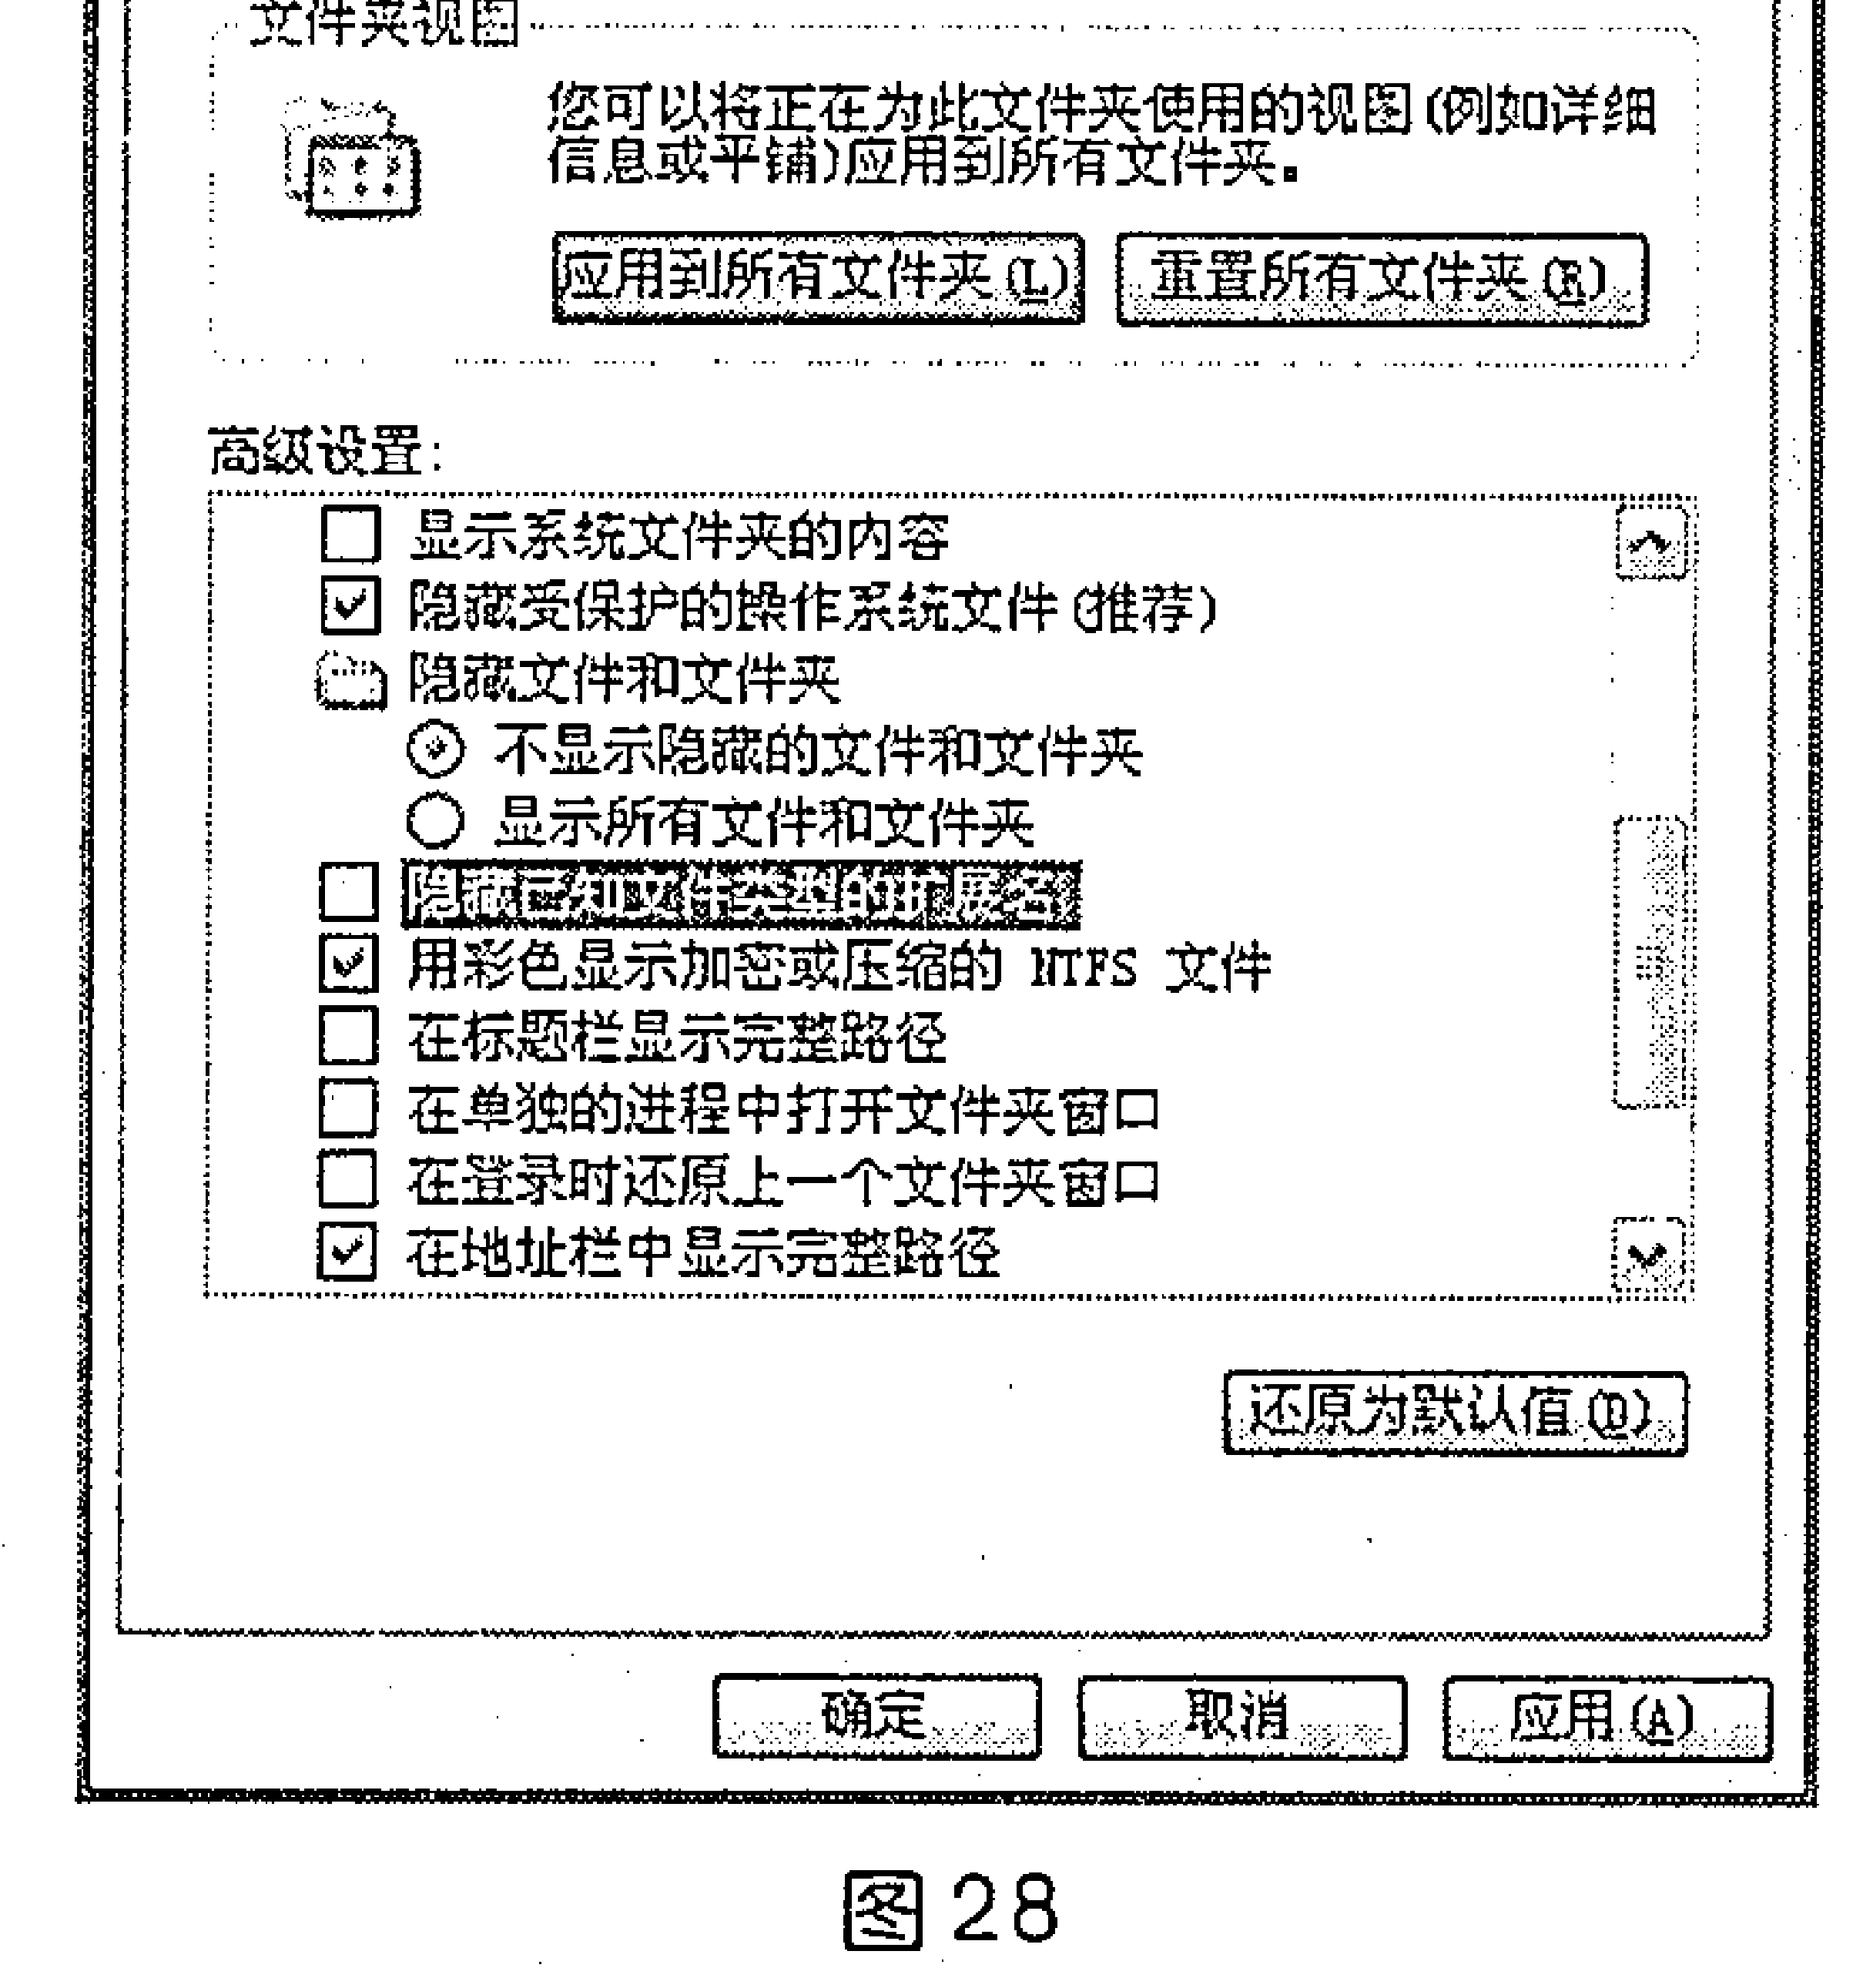 文件夹视图
您可以将正在为此文件夹使用的视图(例如详细
信息或平铺)应用到所有文件夹。
应用到所有文件夹(L)
重置所有文件夹(R)
高级设置:
显示系统文件夹的内容
隐藏受保护的操作系统文件(推荐)
隐藏文件和文件夹
不显示隐藏的文件和文件夹
显示所有文件和文件夹
隐藏已知文件类型的扩展名
用彩色显示加密或压缩的 NTFS 文件
在标题栏显示完整路径
在单独的进程中打开文件夹窗口
在登录时还原上一个文件夹窗口
在地址栏中显示完整路径
还原为默认值(D)
确定
取消
应用(A)
图28